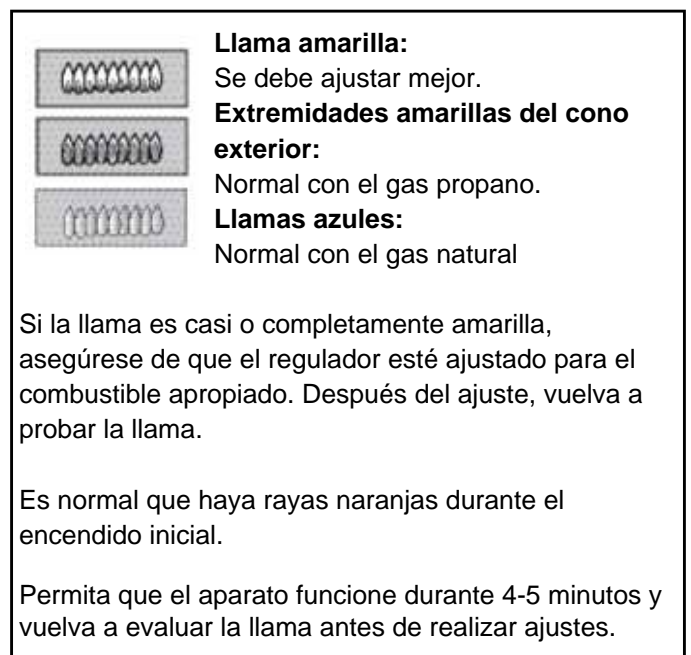 Llama amarilla:
Se debe ajustar mejor.
Extremidades amarillas del cono
exterior:
Normal con el gas propano.
Llamas azules:
Normal con el gas natural
Si la llama es casi o completamente amarilla,
asegúrese de que el regulador esté ajustado para el
combustible apropiado. Después del ajuste, vuelva a
probar la llama.
Es normal que haya rayas naranjas durante el
encendido inicial.
Permita que el aparato funcione durante 4-5 minutos y
vuelva a evaluar la llama antes de realizar ajustes.